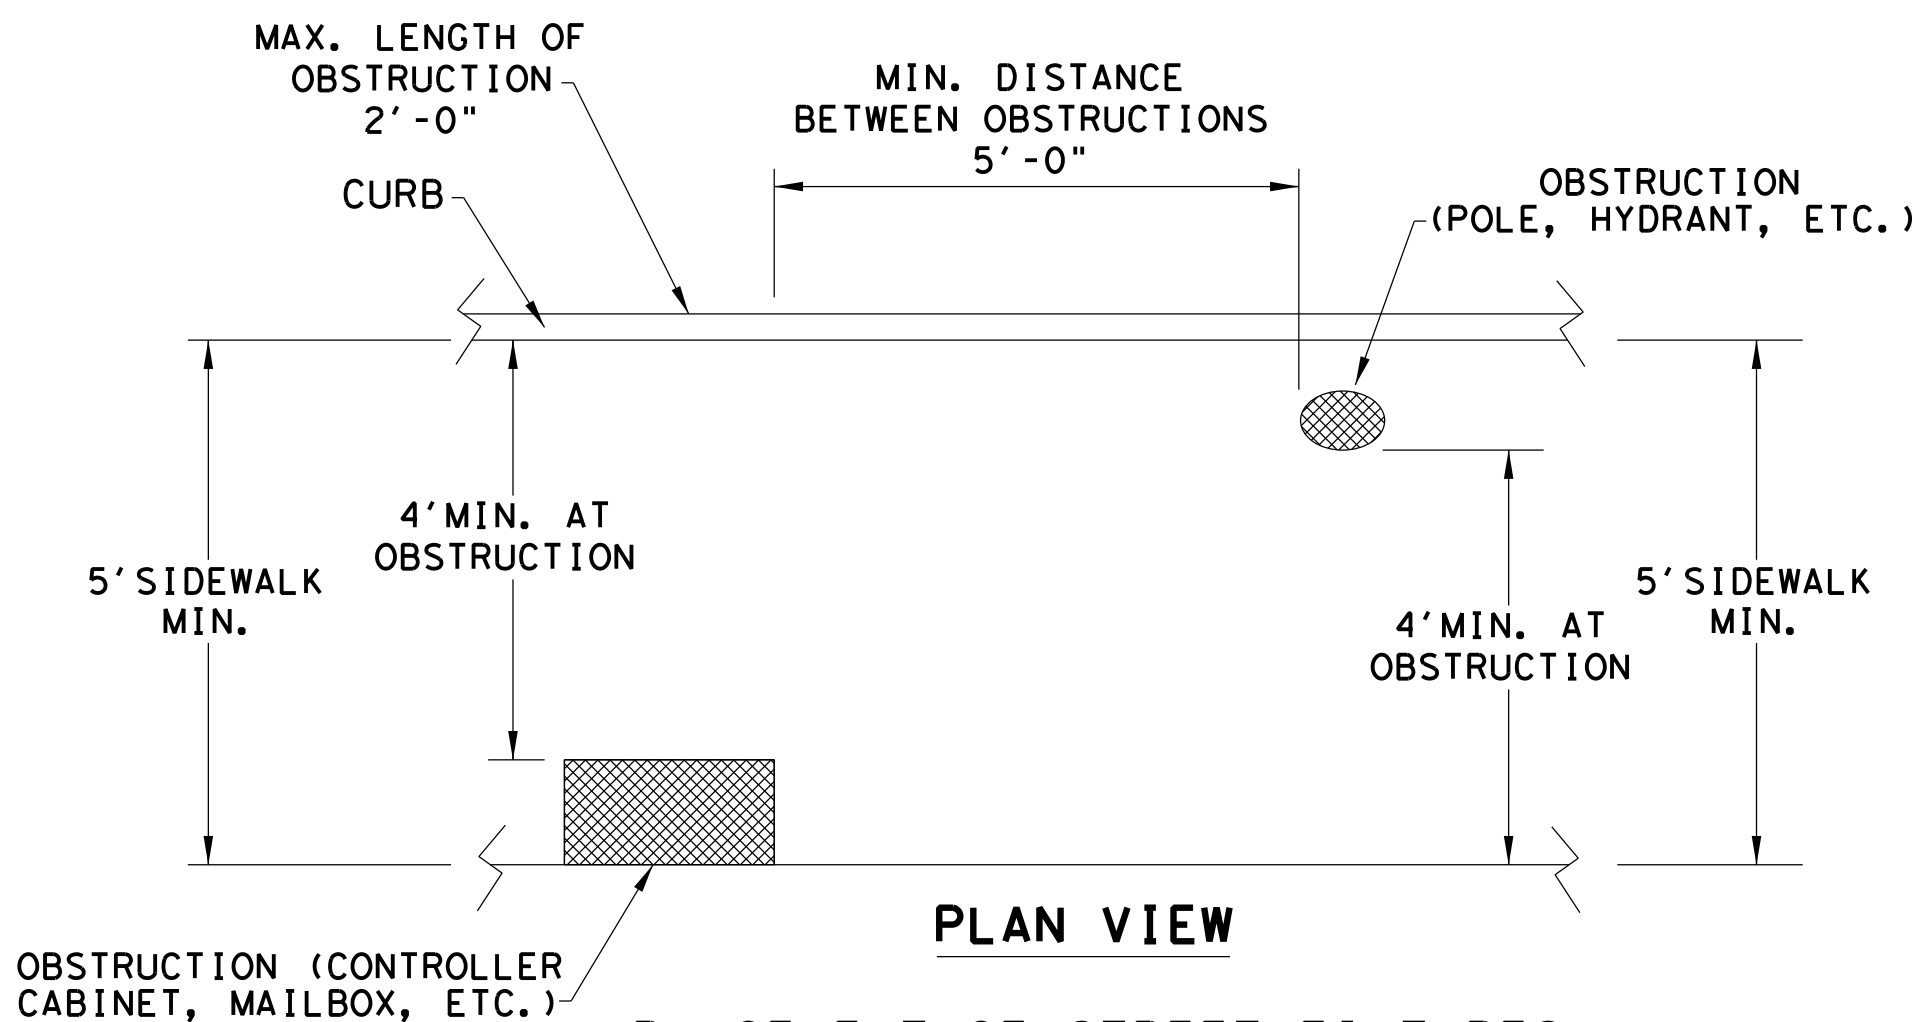 MAX. LENGTH OF
OBSTRUCTION
2'-0"
MIN. DISTANCE
BETWEEN OBSTRUCTIONS
5'-0"
CURB
OBSTRUCTION
(POLE, HYDRANT, ETC.)
4'MIN. AT
OBSTRUCTION
5'SIDEWALK
MIN.
4'MIN. AT
OBSTRUCTION
5'SIDEWALK
MIN.
PLAN VIEW
OBSTRUCTION (CONTROLLER
CABINET, MAILBOX, ETC.)